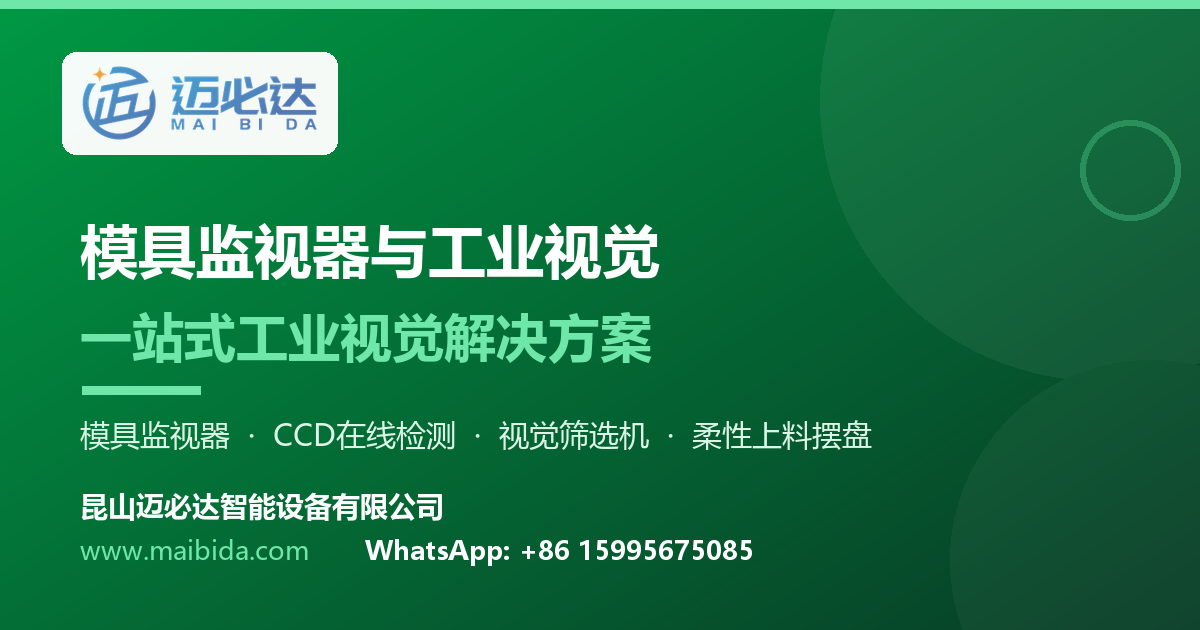 迈必达
MAI BI DA
模具监视器与工业视觉
一站式工业视觉解决方案
模具监视器 · CCD在线检测 · 视觉筛选机 · 柔性上料摆盘
昆山迈必达智能设备有限公司
www.maibida.com WhatsApp: +86 15995675085